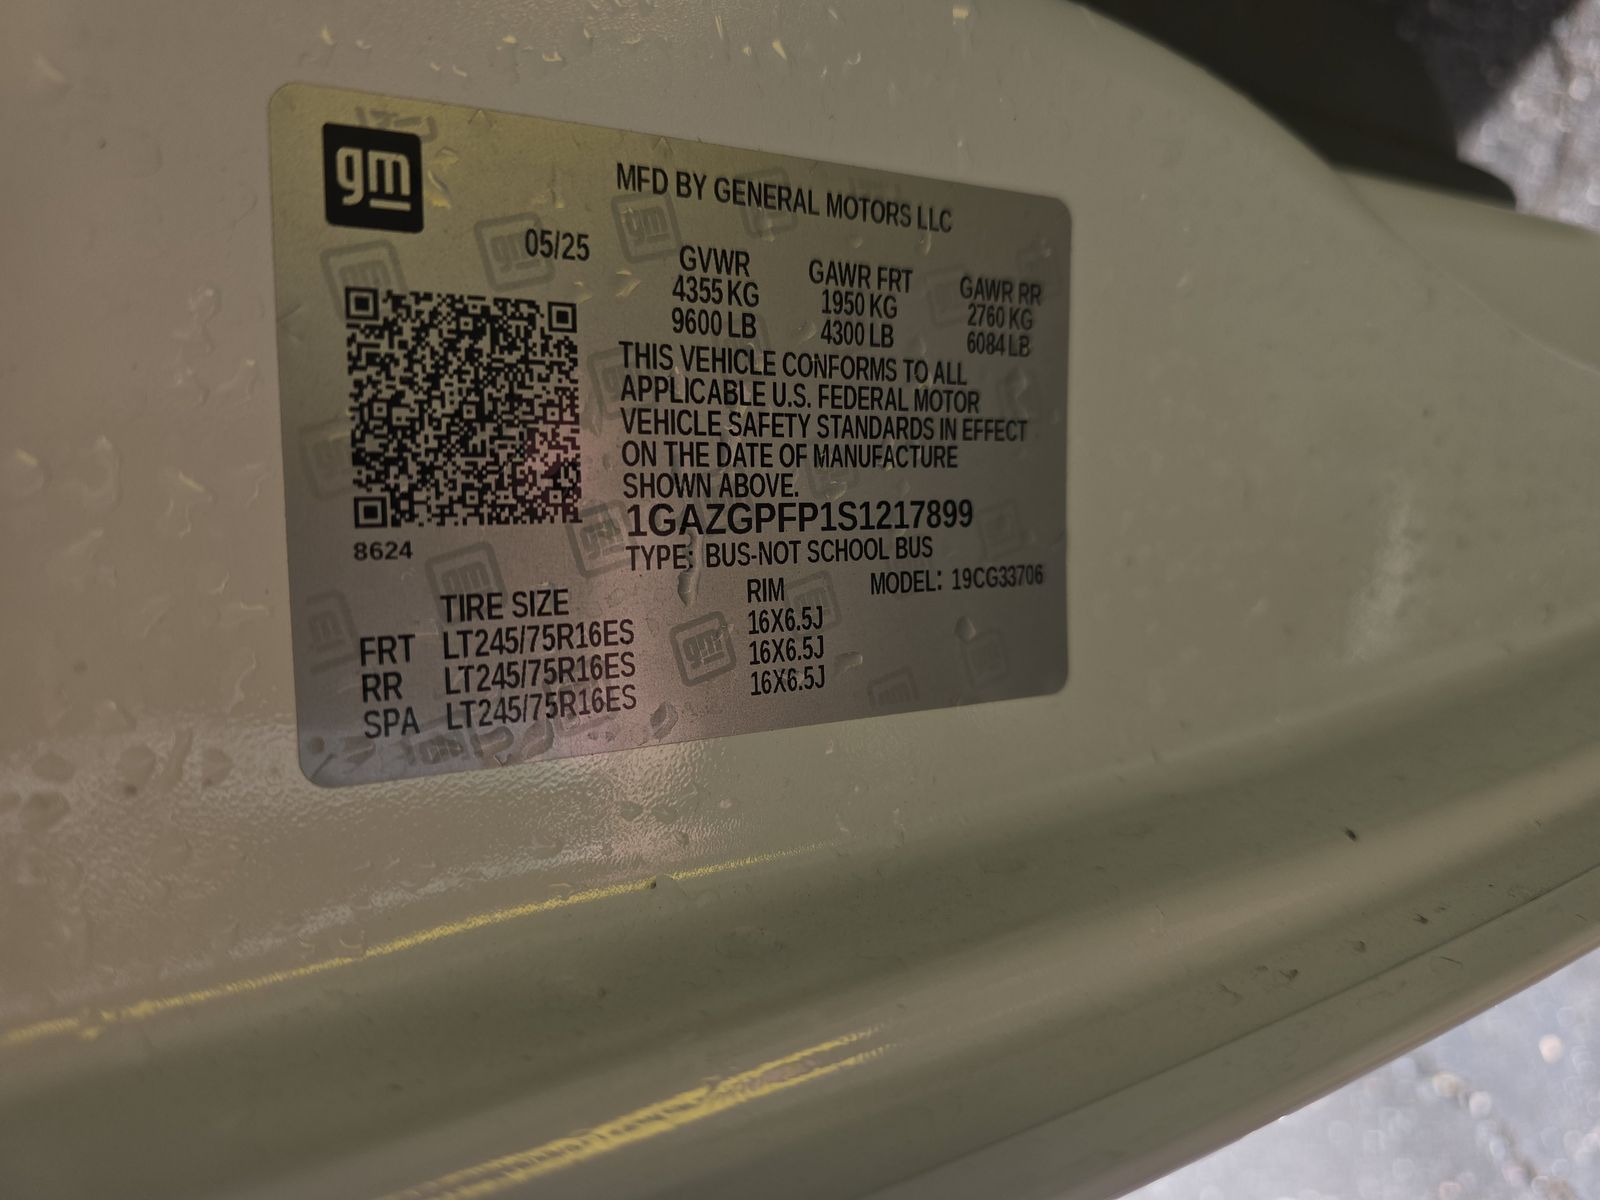 gm
MFD BY GENERAL MOTORS LLC
05/25
GVWR GAWR FRT GAWR RR
4355 KG 1950 KG 2760 KG
9600 LB 4300 LB 6084 LB
THIS VEHICLE CONFORMS TO ALL
APPLICABLE U.S. FEDERAL MOTOR
VEHICLE SAFETY STANDARDS IN EFFECT
ON THE DATE OF MANUFACTURE
SHOWN ABOVE.
1GAZGPFP1S1217899
8624
TYPE: BUS-NOT SCHOOL BUS
MODEL: 19CG33706
TIRE SIZE RIM
FRT LT245/75R16ES 16X6.5J
RR LT245/75R16ES 16X6.5J
SPA LT245/75R16ES 16X6.5J